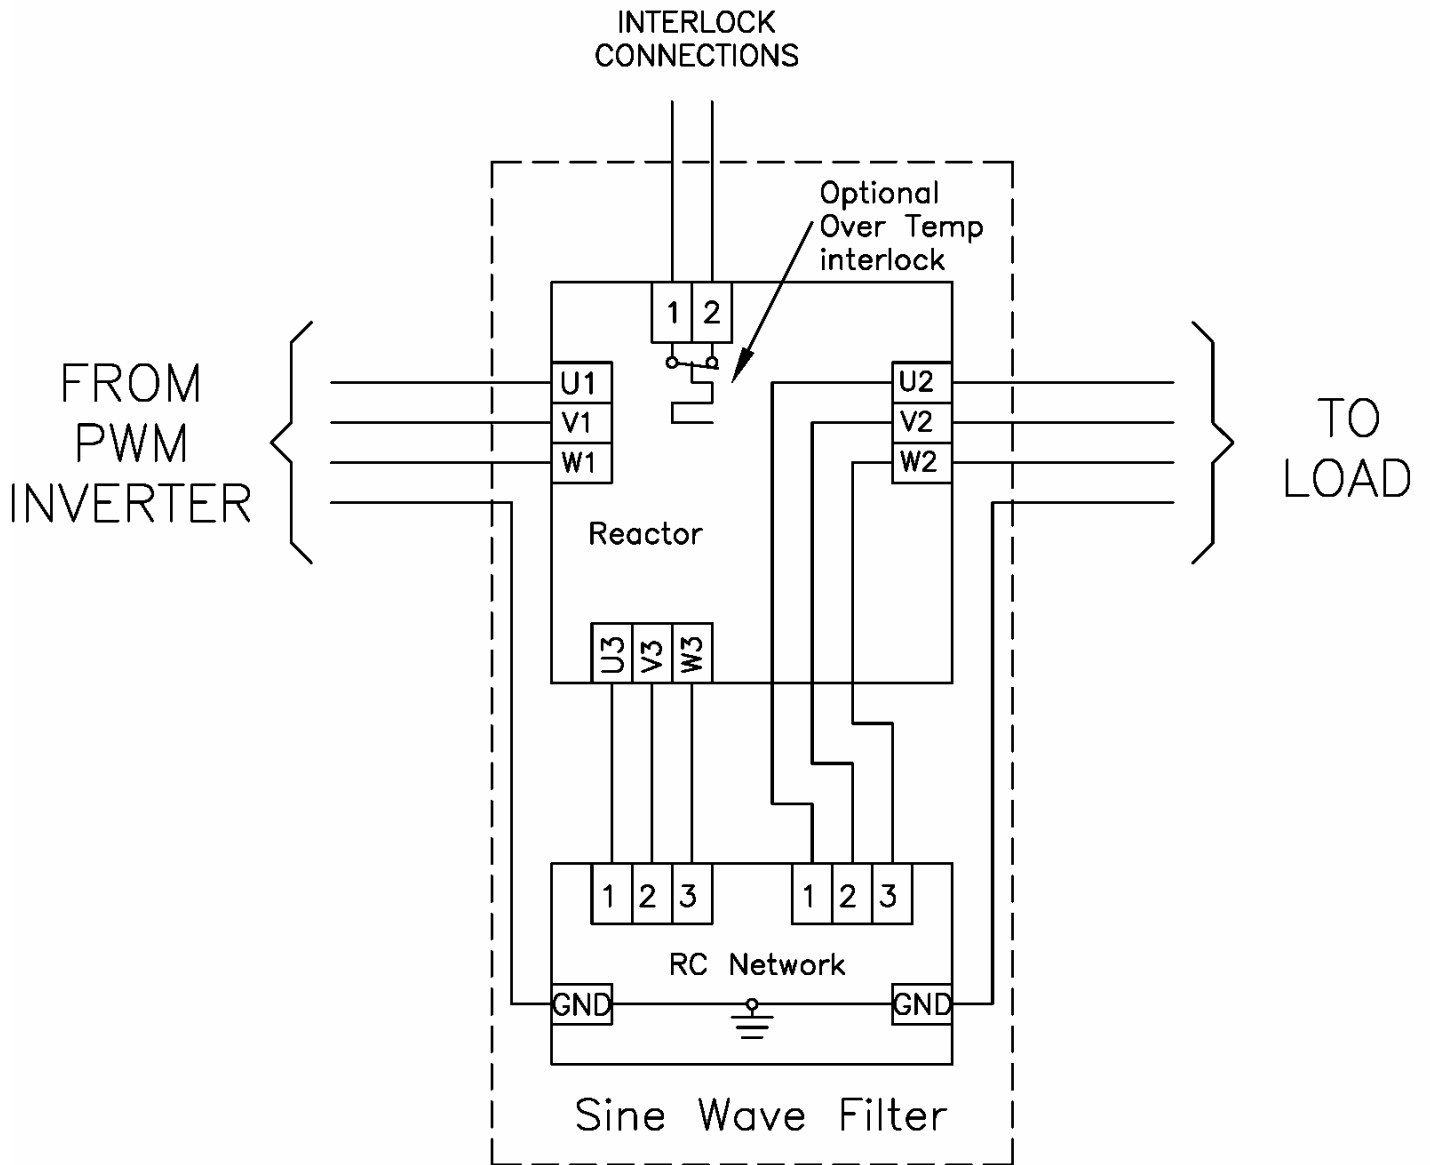 INTERLOCK
CONNECTIONS
Optional
Over Temp
interlock
1 2
FROM
PWM
INVERTER
U1
V1
W1
U2
V2
W2
TO
LOAD
Reactor
U3 V3 W3
1 2 3 1 2 3
RC Network
GND GND
Sine Wave Filter